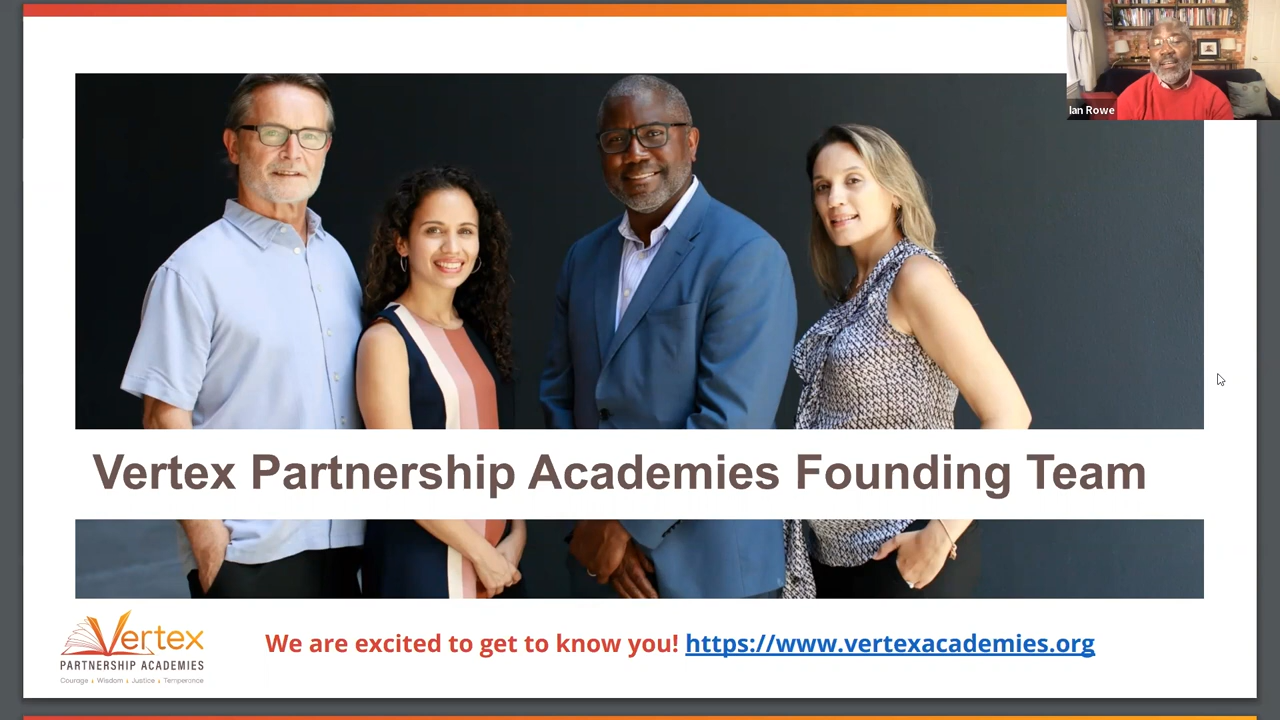 Ian Rowe
Vertex Partnership Academies Founding Team
Vertex
PARTNERSHIP ACADEMIES
Courage Wisdom Justice Temperance
We are excited to get to know you! https://www.vertexacademies.org